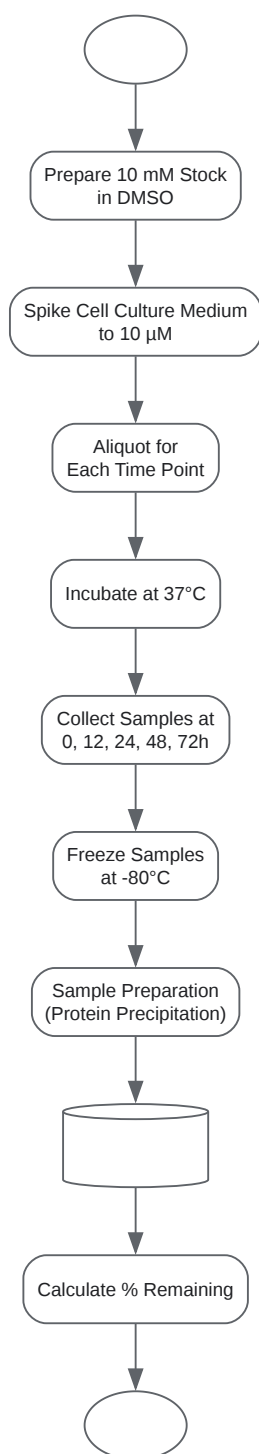 Prepare 10 mM Stock
in DMSO
Spike Cell Culture Medium
to 10 µM
Aliquot for
Each Time Point
Incubate at 37°C
Collect Samples at
0, 12, 24, 48, 72h
Freeze Samples
at -80°C
Sample Preparation
(Protein Precipitation)
Calculate % Remaining